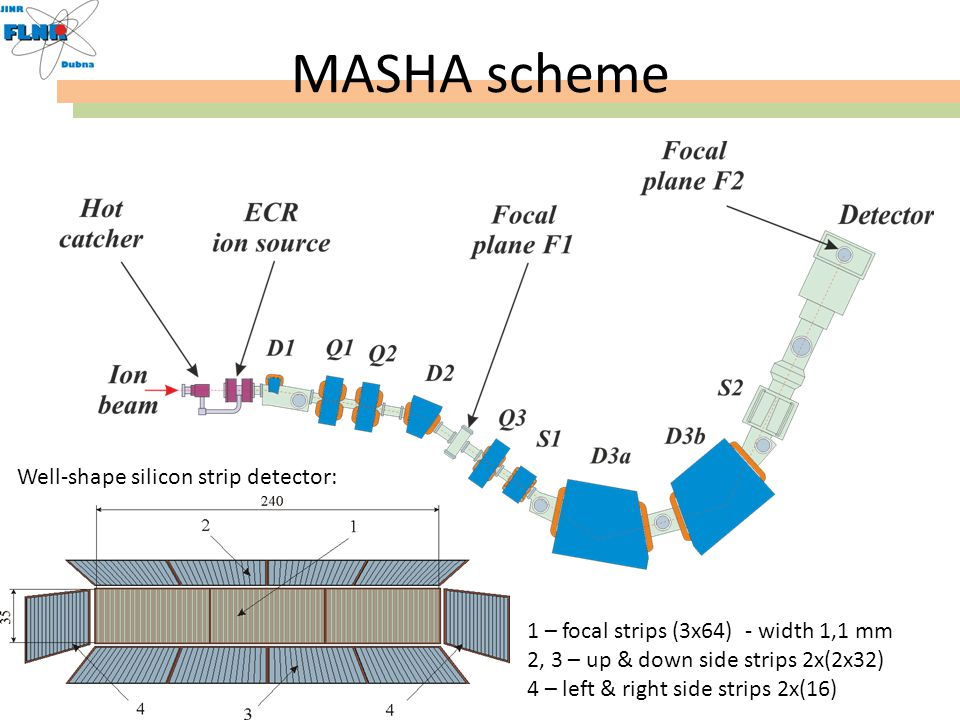 JINR
FLNR
Dubna
MASHA scheme
Focal
plane F2
Hot
catcher
ECR
ion source
Focal
plane F1
Detector
D1
Q1
Q2
D2
Ion
beam
Q3
S1
D3a
D3b
S2
Well-shape silicon strip detector:
240
2
1
35
4
3
4
1 – focal strips (3x64) - width 1,1 mm
2, 3 – up & down side strips 2x(2x32)
4 – left & right side strips 2x(16)